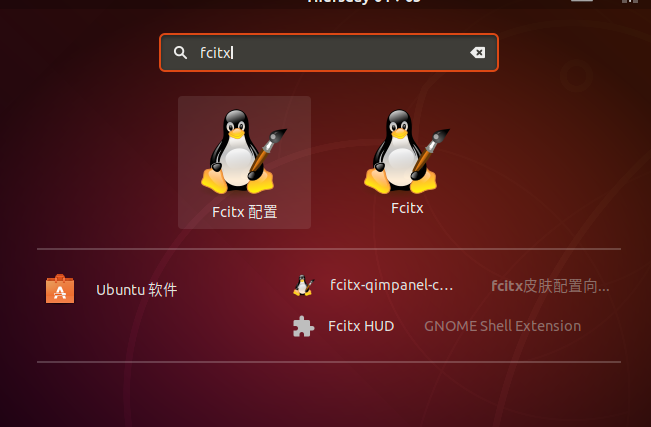 fcitx
Fcitx 配置
Fcitx
Ubuntu 软件
fcitx-qimpanel-c... fcitx皮肤配置向...
Fcitx HUD GNOME Shell Extension